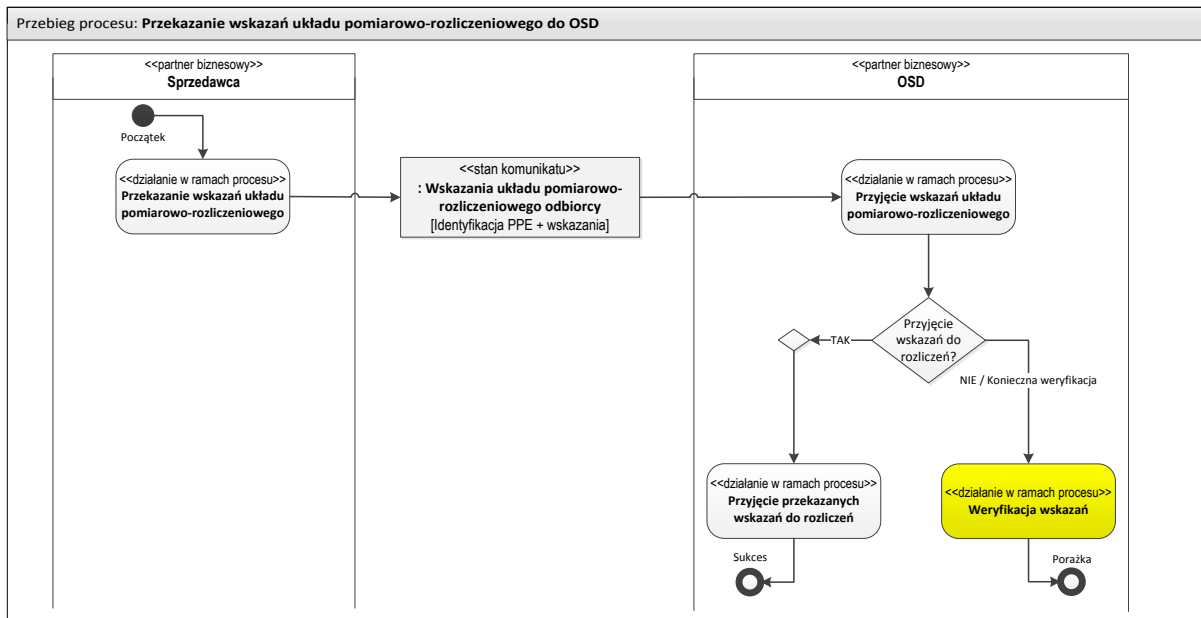 Przebieg procesu: Przekazanie wskazań układu pomiarowo-rozliczeniowego do OSD
<<partner biznesowy>>
Sprzedawca
<<partner biznesowy>>
OSD
Początek
<<działanie w ramach procesu>>
Przekazanie wskazań układu
pomiarowo-rozliczeniowego
<<stan komunikatu>>
: Wskazania układu pomiarowo-
rozliczeniowego odbiorcy
[Identyfikacja PPE + wskazania]
<<działanie w ramach procesu>>
Przyjęcie wskazań układu
pomiarowo-rozliczeniowego
Przyjęcie
wskazań do
rozliczeń?
TAK
NIE / Konieczna weryfikacja
<<działanie w ramach procesu>>
Przyjęcie przekazanych
wskazań do rozliczeń
<<działanie w ramach procesu>>
Weryfikacja wskazań
Sukces
Porażka